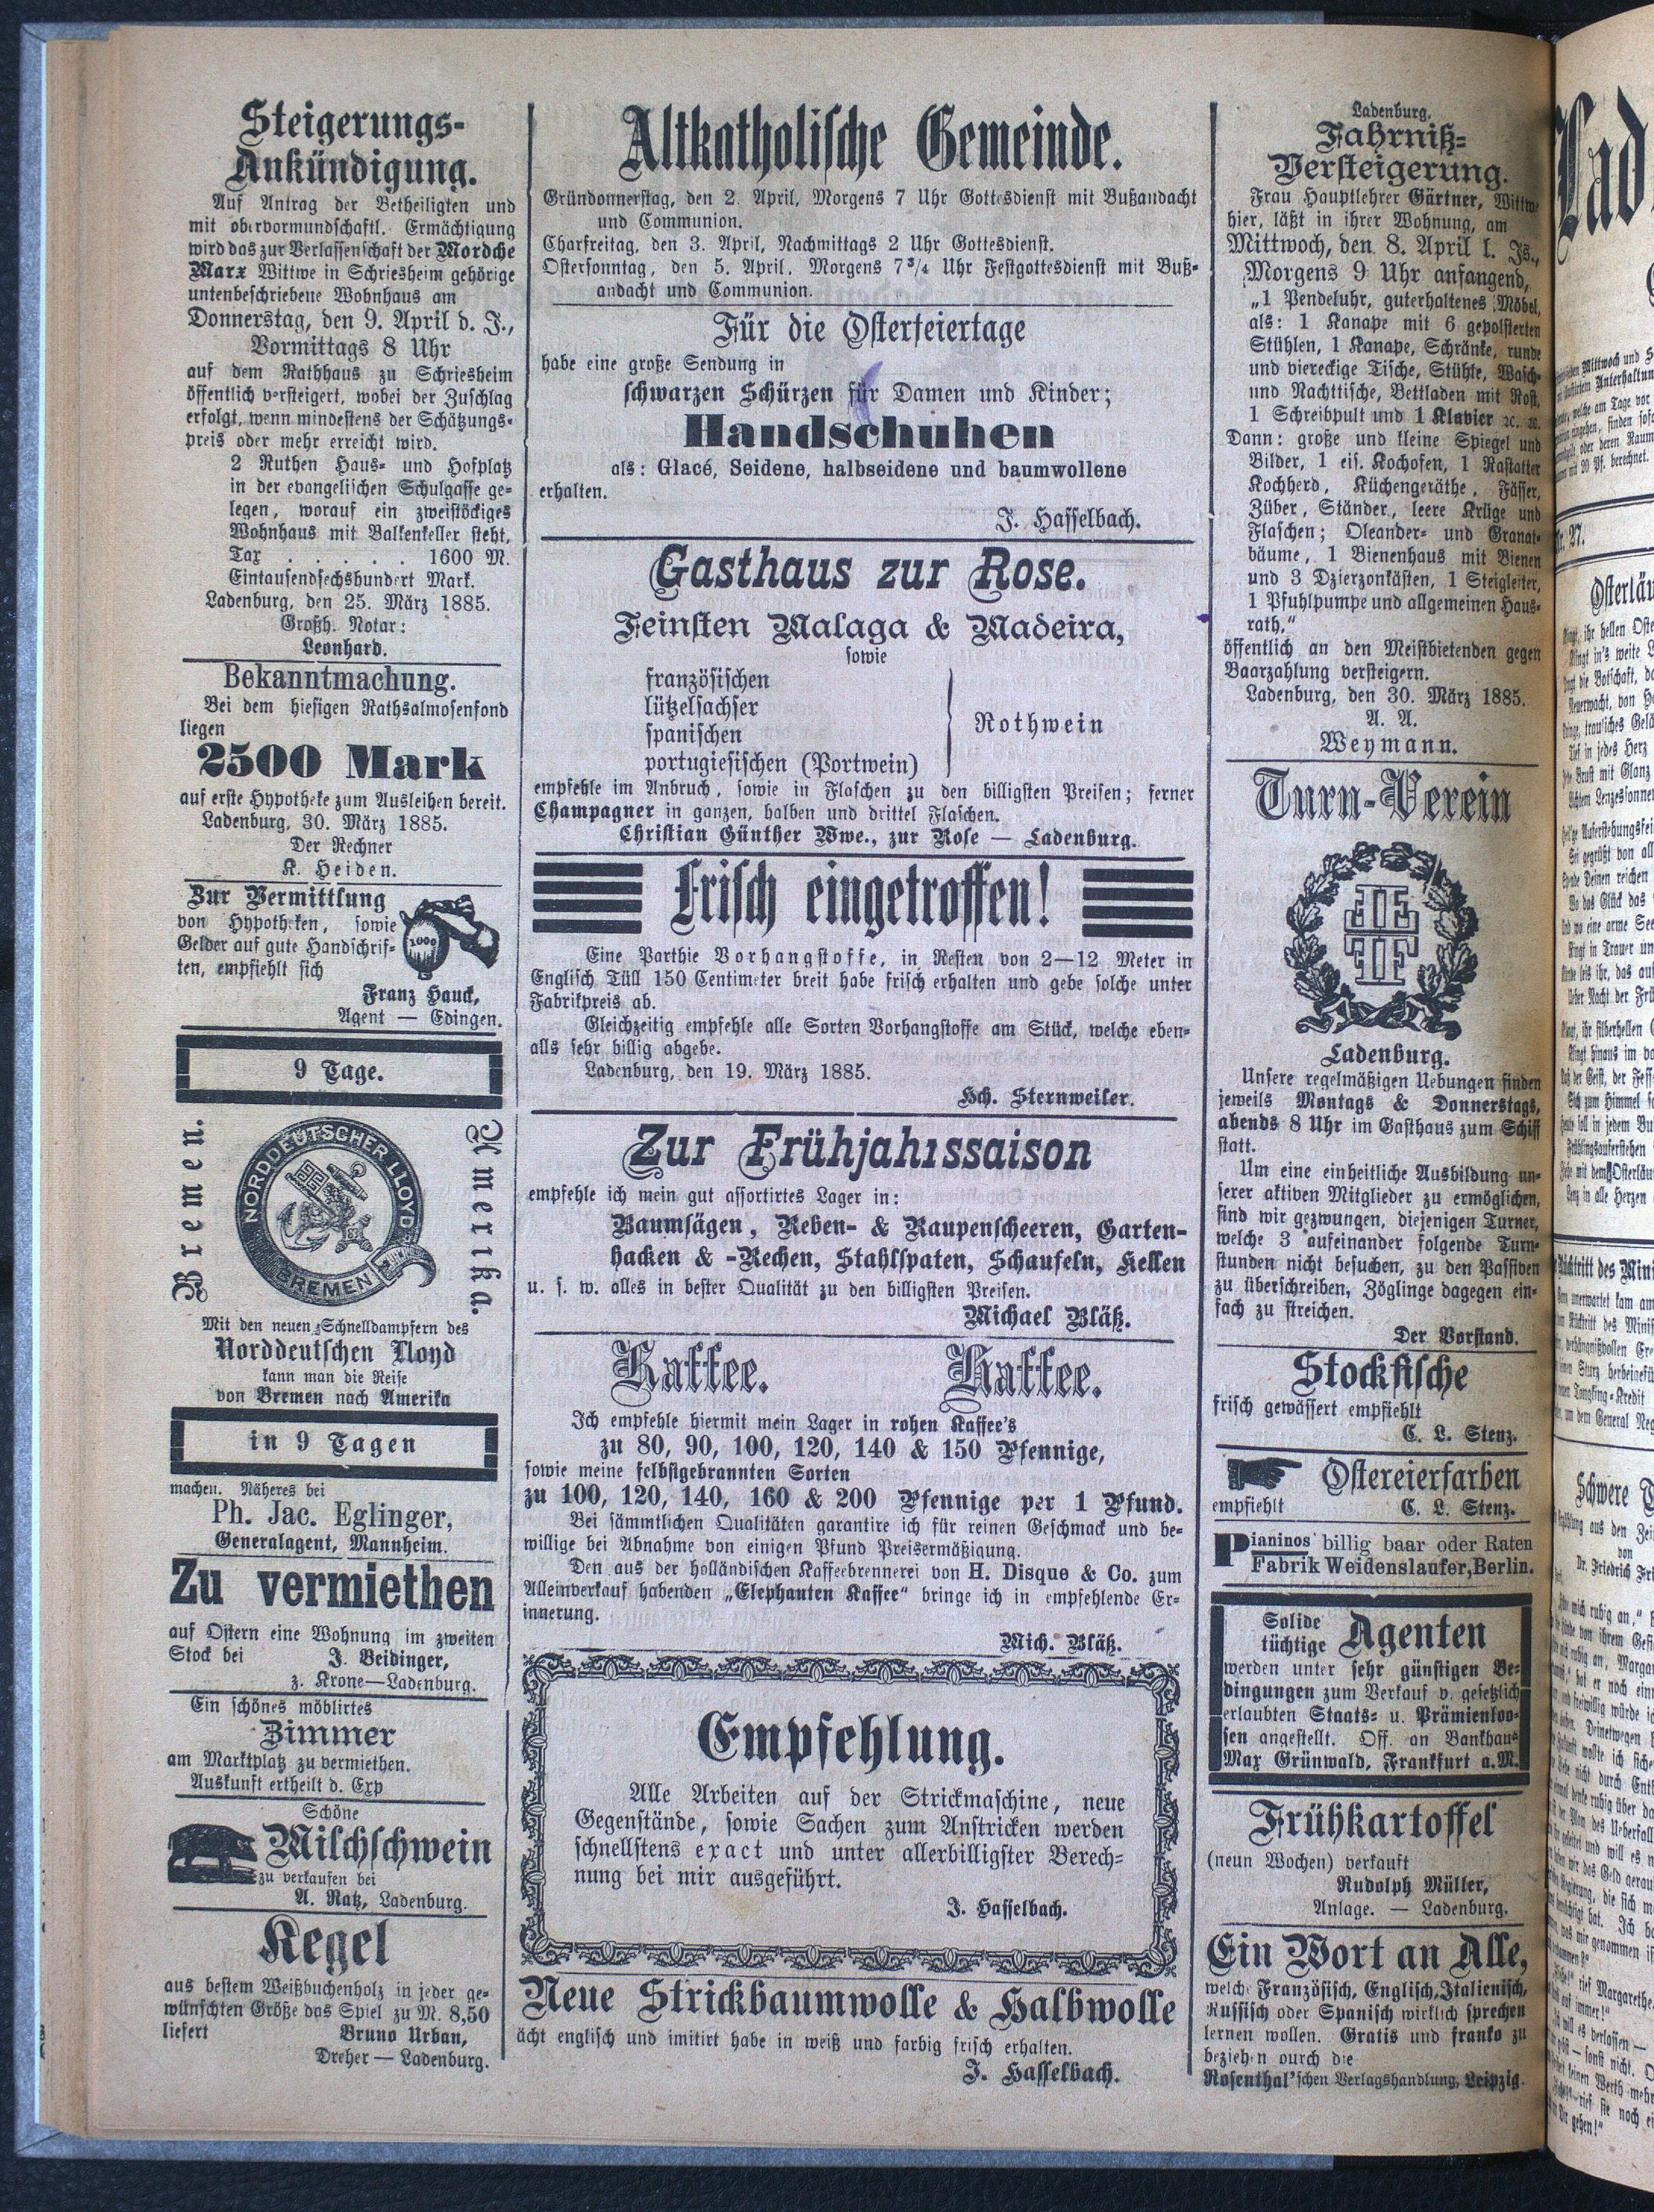 Steigerungs-
Ankündigung.
Auf Antrag der Betheiligten und
mit obervormundschaftl. Ermächtigung
wird das zur Verlassenschaft der Mordche
Marx Wittwe in Schriesheim gehörige
untenbeschriebene Wohnhaus am
Donnerstag, den 9. April d. J.,
Vormittags 8 Uhr
auf dem Rathhaus zu Schriesheim
öffentlich versteigert, wobei der Zuschlag
erfolgt, wenn mindestens der Schätzungs-
preis oder mehr erreicht wird.
2 Ruthen Haus- und Hofplatz
in der evangelischen Schulgasse ge-
legen, worauf ein zweistöckiges
Wohnhaus mit Balkenkeller steht,
Tax . . . . . 1600 M.
Eintausendsechshundert Mark.
Ladenburg, den 25. März 1885.
Großh. Notar:
Leonhard.
Bekanntmachung.
Bei dem hiesigen Rathsalmosenfond
liegen
2500 Mark
auf erste Hypotheke zum Ausleihen bereit.
Ladenburg, 30. März 1885.
Der Rechner
K. Heiden.
Zur Vermittlung
von Hypotheken, sowie
Gelder auf gute Handschrif-
ten, empfiehlt sich
1000
Franz Hauck,
Agent — Edingen.
9 Tage.
Bremen.
NORDDEUTSCHER LLOYD
BREMEN
Amerika.
Mit den neuen Schnelldampfern des
Norddeutschen Lloyd
kann man die Reise
von Bremen nach Amerika
in 9 Tagen
machen. Näheres bei
Ph. Jac. Eglinger,
Generalagent, Mannheim.
Zu vermiethen
auf Ostern eine Wohnung im zweiten
Stock bei J. Beidinger,
z. Krone—Ladenburg.
Ein schönes möblirtes
Zimmer
am Marktplatz zu vermiethen.
Auskunft ertheilt d. Exp
Schöne
Milchschwein
zu verkaufen bei
A. Katz, Ladenburg.
Kegel
aus bestem Weißbuchenholz in jeder ge-
wünschten Größe das Spiel zu M. 8,50
liefert Bruno Urban,
Dreher — Ladenburg.
Altkatholische Gemeinde.
Gründonnerstag, den 2. April, Morgens 7 Uhr Gottesdienst mit Bußandacht
und Communion.
Charfreitag, den 3. April, Nachmittags 2 Uhr Gottesdienst.
Ostersonntag, den 5. April, Morgens 7³/₄ Uhr Festgottesdienst mit Buß-
andacht und Communion.
Für die Osterfeiertage
habe eine große Sendung in
schwarzen Schürzen für Damen und Kinder;
Handschuhen
als: Glacé, Seidene, halbseidene und baumwollene
erhalten.
J. Hasselbach.
Gasthaus zur Rose.
Feinsten Malaga & Madeira,
sowie
französischen
lützelsachser
spanischen
portugiesischen (Portwein)
Rothwein
empfehle im Anbruch, sowie in Flaschen zu den billigsten Preisen; ferner
Champagner in ganzen, halben und drittel Flaschen.
Christian Günther Wwe., zur Rose — Ladenburg.
Frisch eingetroffen!
Eine Parthie Vorhangstoffe, in Resten von 2—12 Meter in
Englisch Tüll 150 Centimeter breit habe frisch erhalten und gebe solche unter
Fabrikpreis ab.
Gleichzeitig empfehle alle Sorten Vorhangstoffe am Stück, welche eben-
alls sehr billig abgebe.
Ladenburg, den 19. März 1885.
Hch. Sternweiler.
Zur Frühjahrssaison
empfehle ich mein gut assortirtes Lager in:
Baumsägen, Reben- & Raupenscheeren, Garten-
hacken & -Rechen, Stahlspaten, Schaufeln, Kellen
u. s. w. alles in bester Qualität zu den billigsten Preisen.
Michael Bläß.
Kaffee. Kaffee.
Ich empfehle hiermit mein Lager in rohen Kaffee's
zu 80, 90, 100, 120, 140 & 150 Pfennige,
sowie meine selbstgebrannten Sorten
zu 100, 120, 140, 160 & 200 Pfennige per 1 Pfund.
Bei sämmtlichen Qualitäten garantire ich für reinen Geschmack und be-
willige bei Abnahme von einigen Pfund Preisermäßigung.
Den aus der holländischen Kaffeebrennerei von H. Disque & Co. zum
Alleinverkauf habenden „Elephanten Kaffee“ bringe ich in empfehlende Er-
innerung.
Mich. Bläß.
Empfehlung.
Alle Arbeiten auf der Strickmaschine, neue
Gegenstände, sowie Sachen zum Anstricken werden
schnellstens exact und unter allerbilligster Berech-
nung bei mir ausgeführt.
J. Hasselbach.
Neue Strickbaumwolle & Halbwolle
ächt englisch und imitirt habe in weiß und farbig frisch erhalten.
J. Hasselbach.
Ladenburg.
Fahrniß-
Versteigerung.
Frau Hauptlehrer Gärtner, Wittwe
hier, läßt in ihrer Wohnung, am
Mittwoch, den 8. April l. Js.,
Morgens 9 Uhr anfangend,
„1 Pendeluhr, guterhaltenes Möbel,
als: 1 Kanape mit 6 gepolsterten
Stühlen, 1 Kanape, Schränke, runde
und viereckige Tische, Stühle, Wasch-
und Nachttische, Bettladen mit Rost,
1 Schreibpult und 1 Klavier ꝛc. ꝛc.
Dann: große und kleine Spiegel und
Bilder, 1 eis. Kochofen, 1 Rastatter
Kochherd, Küchengeräthe, Fässer,
Züber, Ständer, leere Krüge und
Flaschen; Oleander- und Granat-
bäume, 1 Bienenhaus mit Bienen
und 3 Dzierzonkästen, 1 Steigleiter,
1 Pfuhlpumpe und allgemeinen Haus-
rath,“
öffentlich an den Meistbietenden gegen
Baarzahlung versteigern.
Ladenburg, den 30. März 1885.
A. A.
Weymann.
Turn-Verein
Ladenburg.
Unsere regelmäßigen Uebungen finden
jeweils Montags & Donnerstags,
abends 8 Uhr im Gasthaus zum Schiff
statt.
Um eine einheitliche Ausbildung un-
serer aktiven Mitglieder zu ermöglichen,
sind wir gezwungen, diejenigen Turner,
welche 3 aufeinander folgende Turn-
stunden nicht besuchen, zu den Passiven
zu überschreiben, Zöglinge dagegen ein-
fach zu streichen.
Der Vorstand.
Stockfische
frisch gewässert empfiehlt
C. L. Stenz.
Ostereierfarben
empfiehlt C. L. Stenz.
Pianinos billig baar oder Raten
Fabrik Weidenslaufer, Berlin.
Solide
tüchtige Agenten
werden unter sehr günstigen Be-
dingungen zum Verkauf v. gesetzlich
erlaubten Staats- u. Prämienloo-
sen angestellt. Off. an Bankhaus
Max Grünwald, Frankfurt a. M.
Frühkartoffel
(neun Wochen) verkauft
Rudolph Müller,
Anlage. — Ladenburg.
Ein Wort an Alle,
welche Französisch, Englisch, Italienisch,
Russisch oder Spanisch wirklich sprechen
lernen wollen. Gratis und franko zu
beziehen durch die
Rosenthal'schen Verlagshandlung, Leipzig.